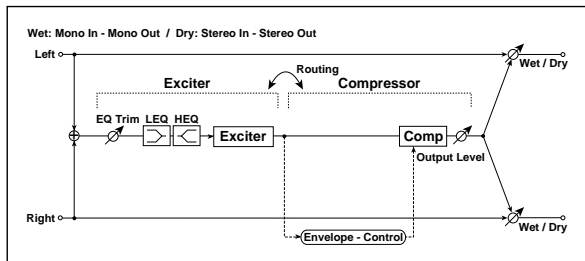 Wet: Mono In - Mono Out / Dry: Stereo In - Stereo Out
Left
Wet / Dry
Routing
Exciter
Compressor
EQ Trim
LEQ
HEQ
Exciter
Comp
Output Level
Right
Wet / Dry
Envelope - Control